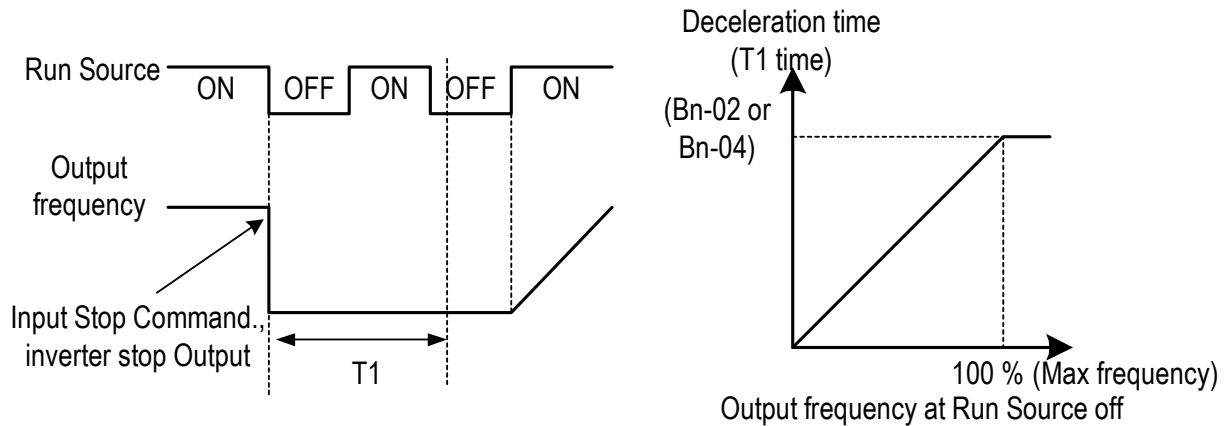 Run Source
ON
OFF
ON
OFF
ON
Output
frequency
Input Stop Command.,
inverter stop Output
T1
Deceleration time
(T1 time)
(Bn-02 or
Bn-04)
100 % (Max frequency)
Output frequency at Run Source off